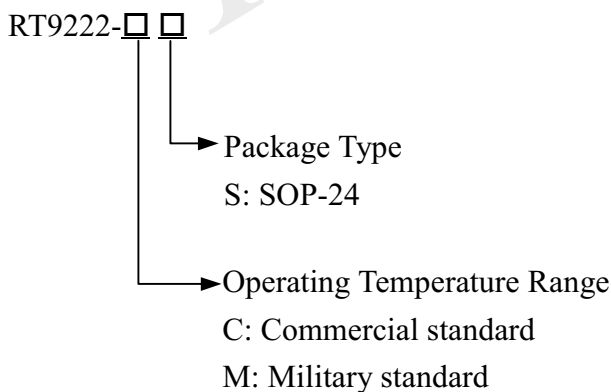 RT9222-□ □
Package Type
S: SOP-24
Operating Temperature Range
C: Commercial standard
M: Military standard